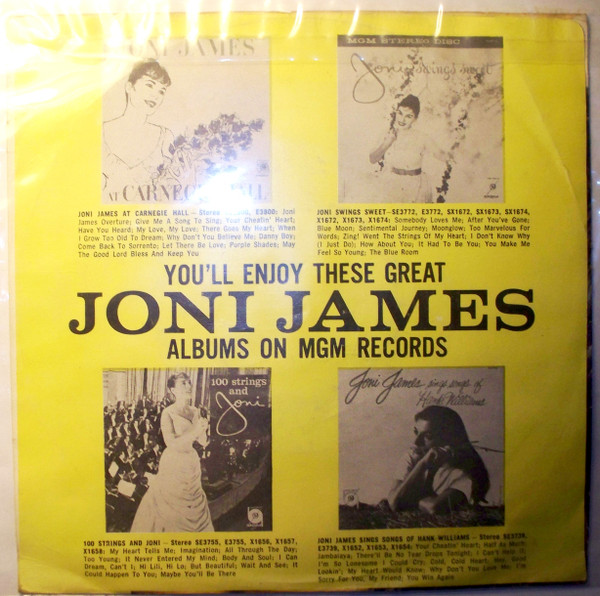 JONI JAMES
AT CARNEGIE HALL
MGM STEREO DISC
Joni swings sweet
JONI JAMES AT CARNEGIE HALL — Stereo E3800: Joni
James Overture; Give Me A Song To Sing; Your Cheatin' Heart;
Have You Heard; My Love, My Love; There Goes My Heart; When
I Grow Too Old To Dream; Why Don't You Believe Me; Danny Boy;
Come Back To Sorrento; Let There Be Love; Purple Shades; May
The Good Lord Bless And Keep You
JONI SWINGS SWEET—SE3772, E3772, SX1672, SX1673, SX1674,
X1672, X1673, X1674: Somebody Loves Me; After You've Gone;
Blue Moon; Sentimental Journey; Moonglow; Too Marvelous For
Words; Zing! Went The Strings Of My Heart; I Don't Know Why
(I Just Do); How About You; It Had To Be You; You Make Me
Feel So Young; The Blue Room
YOU'LL ENJOY THESE GREAT
JONI JAMES
ALBUMS ON MGM RECORDS
100 strings
and
Joni
Joni James sings songs of
Hank Williams
100 STRINGS AND JONI — Stereo SE3755, E3755, X1656, X1657,
X1658: My Heart Tells Me; Imagination; All Through The Day;
Too Young; It Never Entered My Mind; Body And Soul; I Can
Dream, Can't I; Hi Lili, Hi Lo; But Beautiful; Wait And See; It
Could Happen To You; Maybe You'll Be There
JONI JAMES SINGS SONGS OF HANK WILLIAMS — Stereo SE3739,
E3739, X1652, X1653, X1654: Your Cheatin' Heart; Half As Much;
Jambalaya; There'll Be No Tear Drops Tonight; I Can't Help It;
I'm So Lonesome I Could Cry; Cold, Cold Heart; Hey, Good
Lookin'; My Heart Would Know; Why Don't You Love Me; I'm
Sorry For You, My Friend; You Win Again